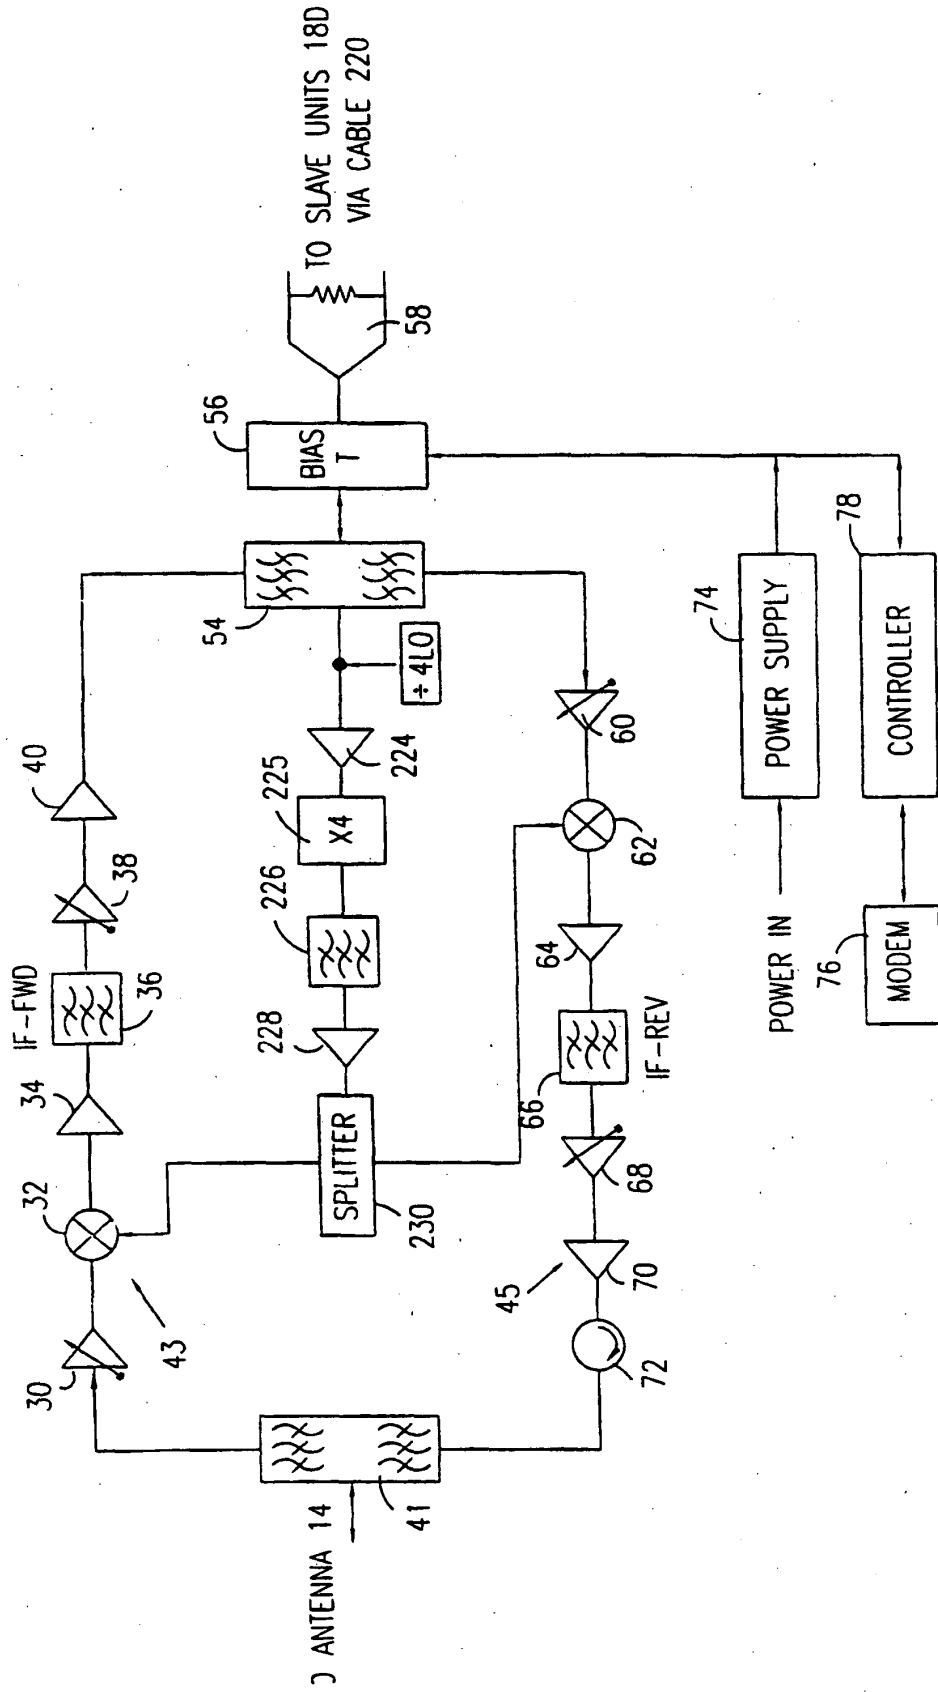 TO SLAVE UNITS 18D
VIA CABLE 220
58
56
BIAS
T
54
÷ 4LO
40
38
IF-FWD
36
34
32
43
30
224
225
X4
226
228
SPLITTER
230
60
62
64
66
IF-REV
68
70
45
72
41
ANTENNA 14
74
POWER SUPPLY
POWER IN
78
CONTROLLER
76
MODEM